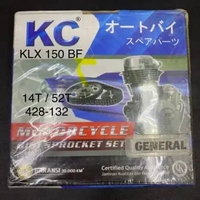 KC
オートバイ
スペアパーツ
KLX 150 BF
14T / 52T
428-132
MOTORCYCLE
SPROCKET SET
GENERAL
GARANSI
Certified Quality